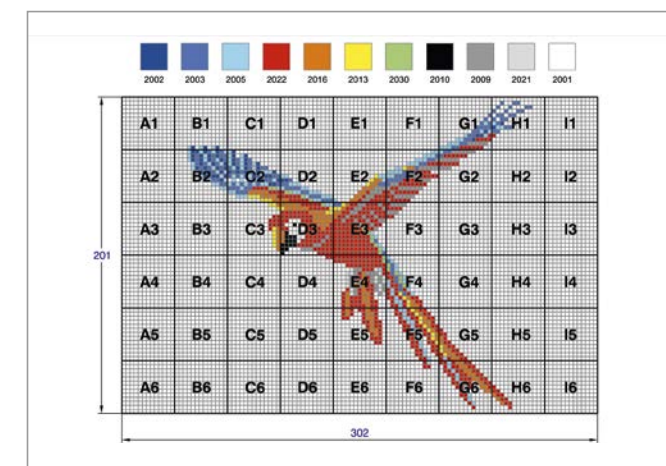 2002 2003 2005 2022 2016 2013 2030 2010 2009 2021 2001
A1 B1 C1 D1 E1 F1 G1 H1 I1
A2 B2 C2 D2 E2 F2 G2 H2 I2
A3 B3 C3 D3 E3 F3 G3 H3 I3
201
A4 B4 C4 D4 E4 F4 G4 H4 I4
A5 B5 C5 D5 E5 F5 G5 H5 I5
A6 B6 C6 D6 E6 F6 G6 H6 I6
302